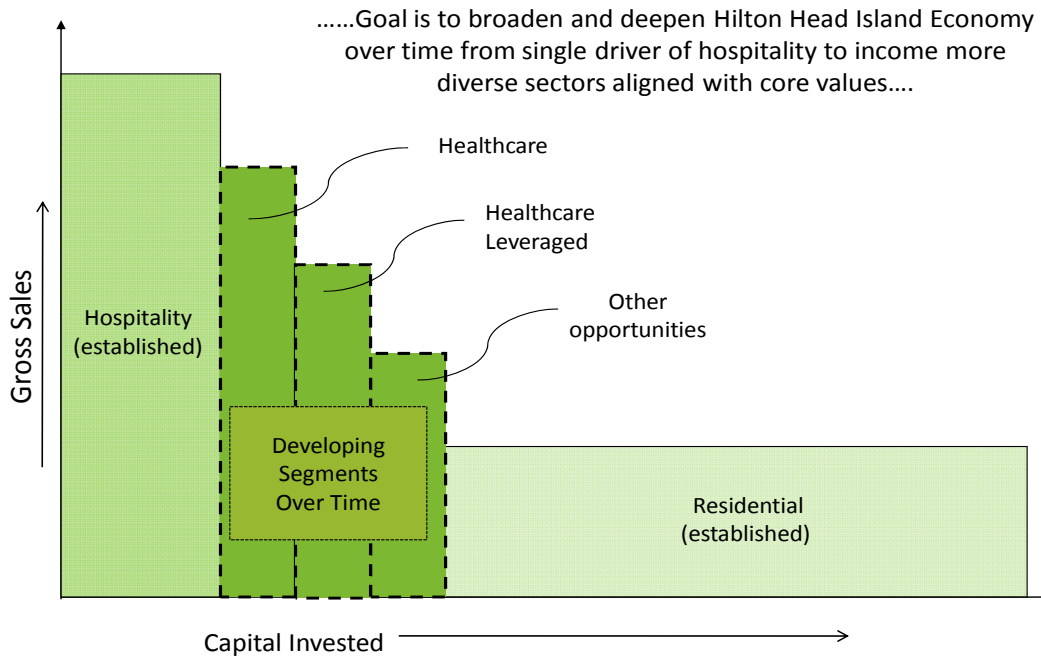 ......Goal is to broaden and deepen Hilton Head Island Economy
over time from single driver of hospitality to income more
diverse sectors aligned with core values....
Healthcare
Healthcare
Leveraged
Other
opportunities
Gross Sales
Hospitality
(established)
Developing
Segments
Over Time
Residential
(established)
Capital Invested